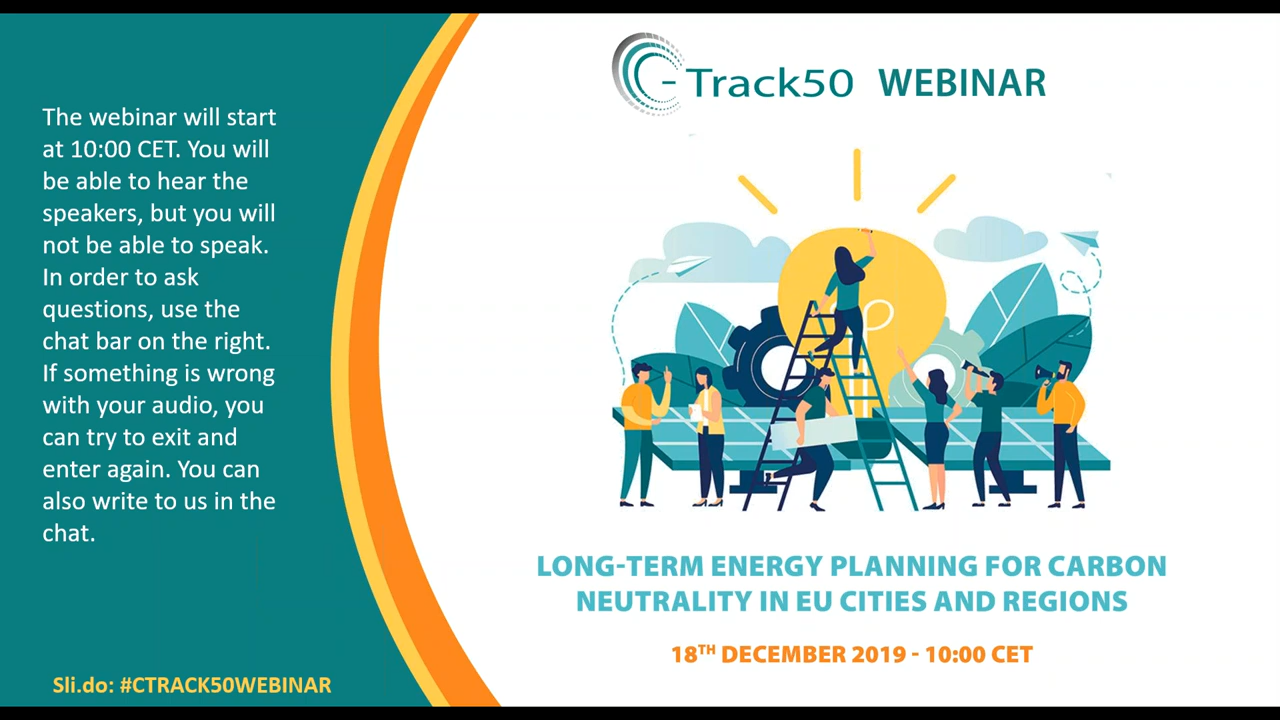 C-Track50 WEBINAR
The webinar will start
at 10:00 CET. You will
be able to hear the
speakers, but you will
not be able to speak.
In order to ask
questions, use the
chat bar on the right.
If something is wrong
with your audio, you
can try to exit and
enter again. You can
also write to us in the
chat.
Sli.do: #CTRACK50WEBINAR
LONG-TERM ENERGY PLANNING FOR CARBON
NEUTRALITY IN EU CITIES AND REGIONS
18TH DECEMBER 2019 - 10:00 CET